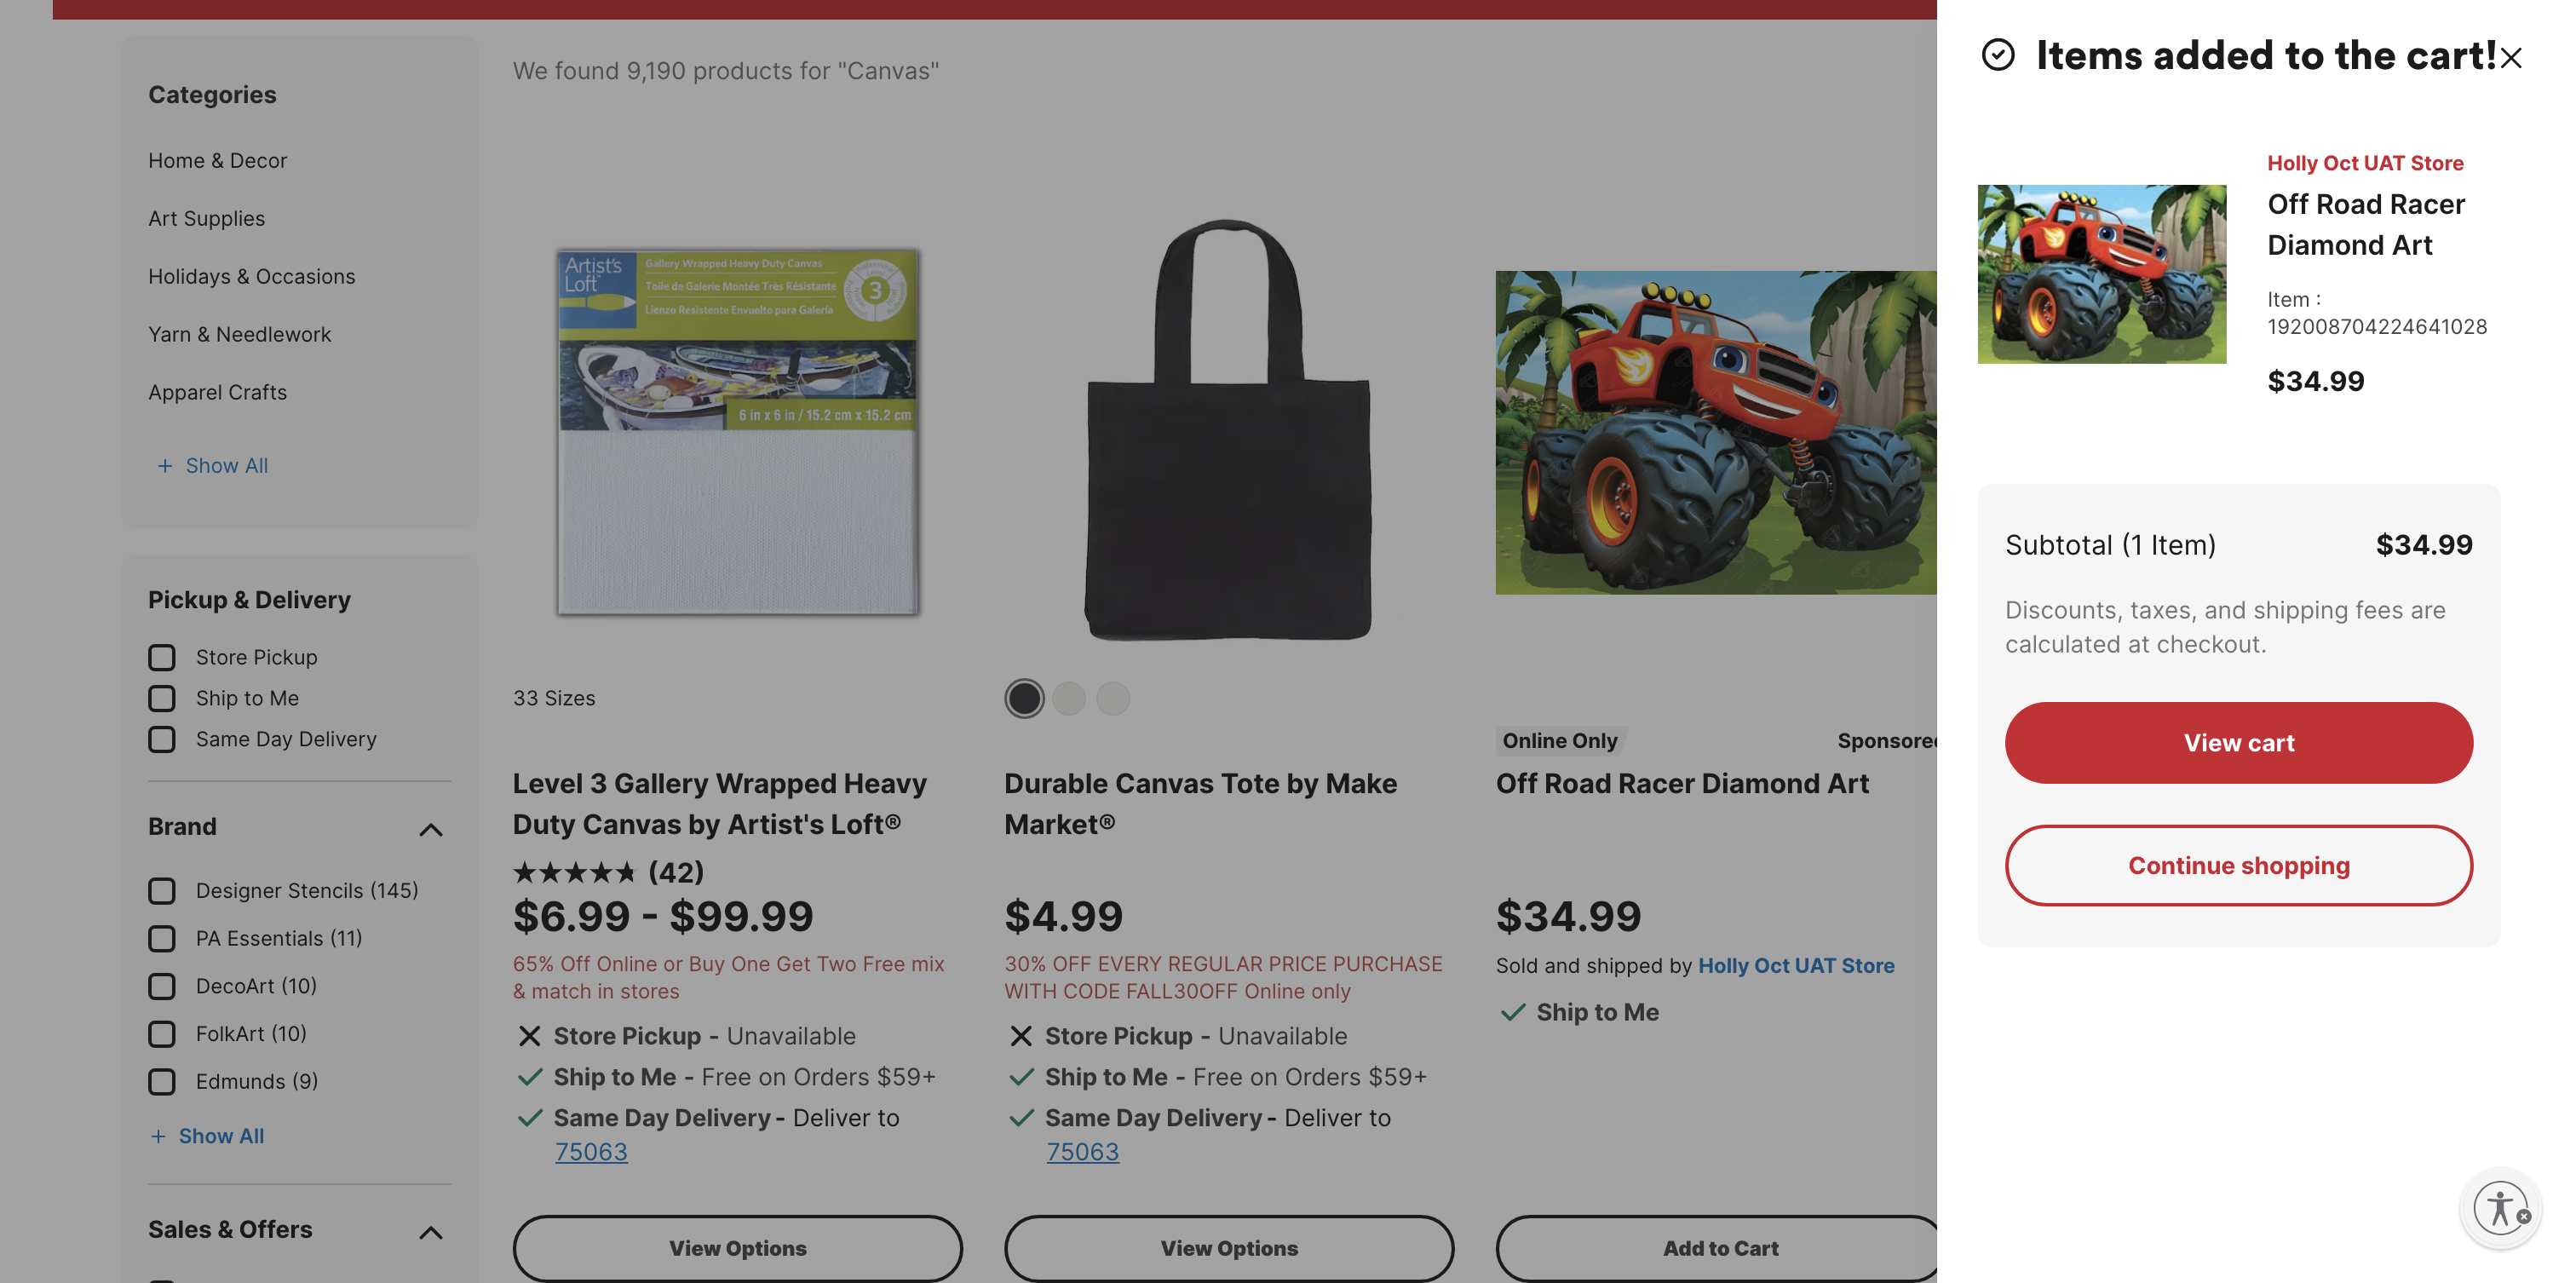 Categories
Home & Decor
Art Supplies
Holidays & Occasions
Yarn & Needlework
Apparel Crafts
+ Show All
Pickup & Delivery
Store Pickup
Ship to Me
Same Day Delivery
Brand
Designer Stencils (145)
PA Essentials (11)
DecoArt (10)
FolkArt (10)
Edmunds (9)
+ Show All
Sales & Offers
We found 9,190 products for "Canvas"
Artist's
Loft
Gallery Wrapped Heavy Duty Canvas
Toile de Galerie Montée Très Résistante
Lienzo Resistente Envuelto para Galería
3
6 in x 6 in / 15.2 cm x 15.2 cm
33 Sizes
Level 3 Gallery Wrapped Heavy
Duty Canvas by Artist's Loft®
(42)
$6.99 - $99.99
65% Off Online or Buy One Get Two Free mix
& match in stores
Store Pickup - Unavailable
Ship to Me - Free on Orders $59+
Same Day Delivery - Deliver to
75063
View Options
Durable Canvas Tote by Make
Market®
$4.99
30% OFF EVERY REGULAR PRICE PURCHASE
WITH CODE FALL30OFF Online only
Store Pickup - Unavailable
Ship to Me - Free on Orders $59+
Same Day Delivery - Deliver to
75063
View Options
Online Only
Sponsored
Off Road Racer Diamond Art
$34.99
Sold and shipped by Holly Oct UAT Store
Ship to Me
Add to Cart
Items added to the cart!
Holly Oct UAT Store
Off Road Racer
Diamond Art
Item :
192008704224641028
$34.99
Subtotal (1 Item) $34.99
Discounts, taxes, and shipping fees are
calculated at checkout.
View cart
Continue shopping